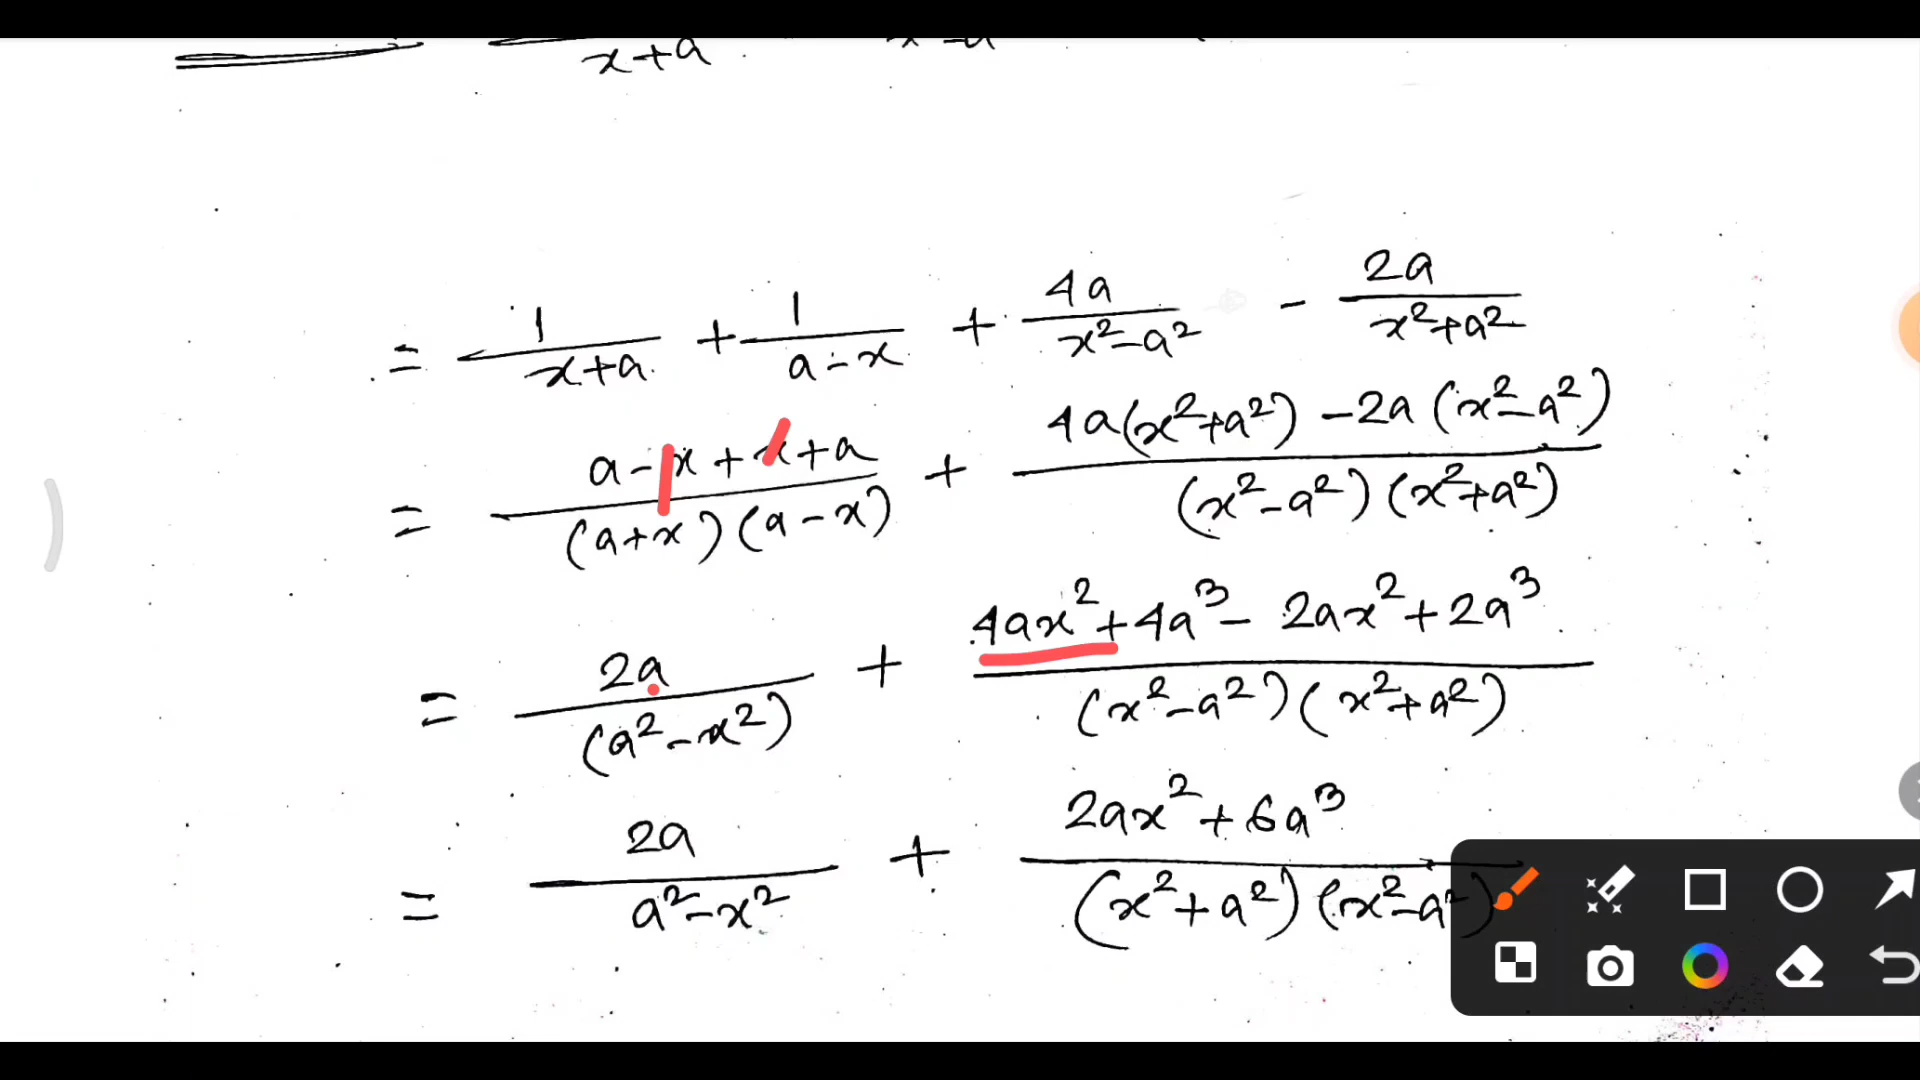 x+a x-a
= 1/(x+a) + 1/(a-x) + 4a/(x²-a²) - 2a/(x²+a²)
= (a-x+x+a)/((a+x)(a-x)) + (4a(x²+a²) -2a(x²-a²))/((x²-a²)(x²+a²))
= 2a/(a²-x²) + (4ax²+4a³-2ax²+2a³)/((x²-a²)(x²+a²))
= 2a/(a²-x²) + (2ax²+6a³)/((x²+a²)(x²-a²))